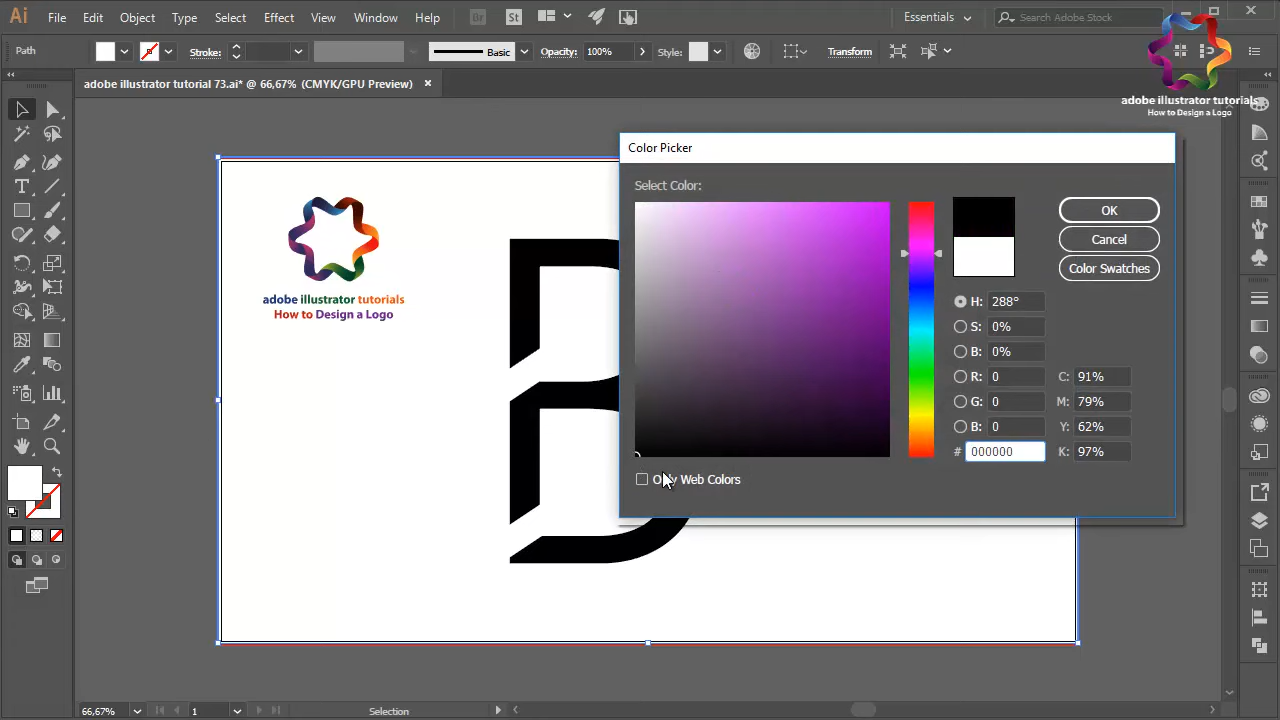 Ai File Edit Object Type Select Effect View Window Help Br St Essentials Search Adobe Stock
Path Stroke: Basic Opacity: 100% Style: Transform
adobe illustrator tutorial 73.ai* @ 66,67% (CMYK/GPU Preview) ×
adobe illustrator tutorials
How to Design a Logo
Color Picker
Select Color:
OK
Cancel
Color Swatches
H: 288°
S: 0%
B: 0%
R: 0 C: 91%
G: 0 M: 79%
B: 0 Y: 62%
# 000000 K: 97%
Only Web Colors
adobe illustrator tutorials
How to Design a Logo
B
66,67% 1 Selection